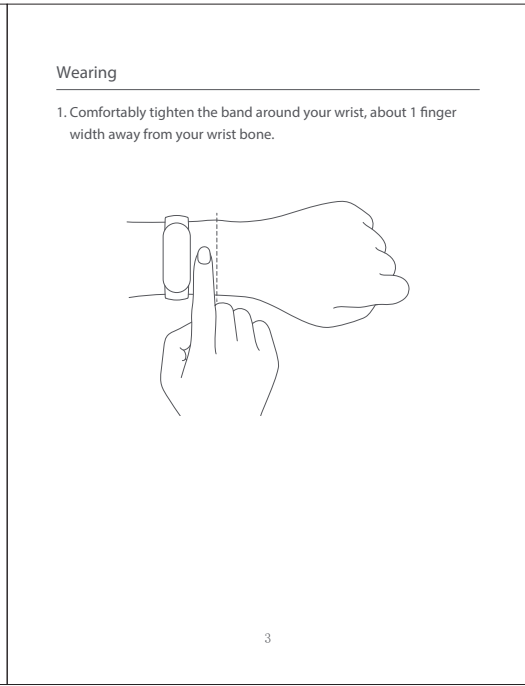 Wearing
1. Comfortably tighten the band around your wrist, about 1 finger
width away from your wrist bone.
3